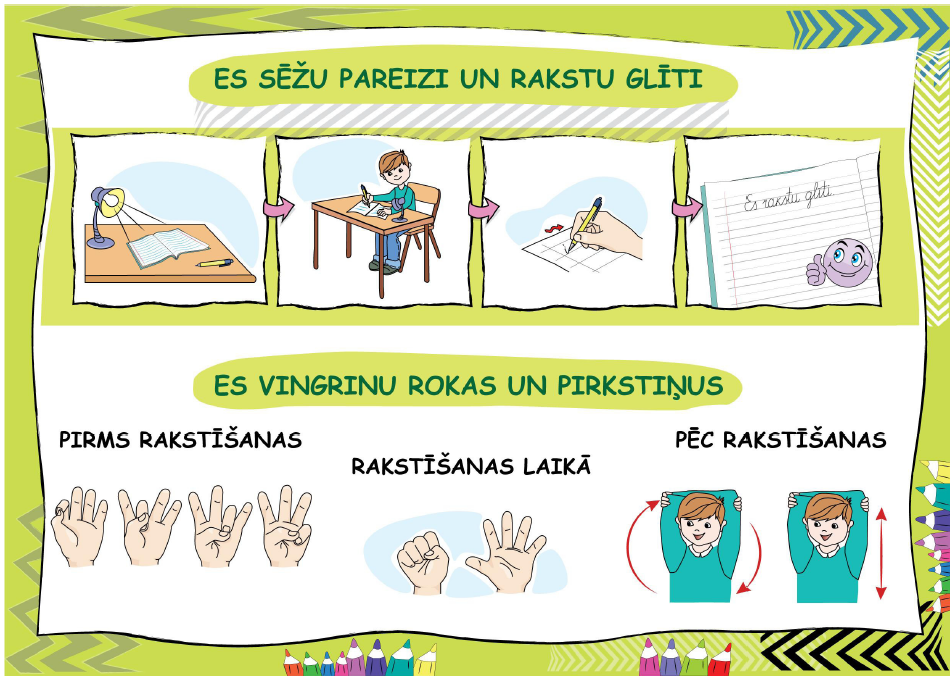 ES SĒŽU PAREIZI UN RAKSTU GLĪTI
Es rakstu glīti
ES VINGRINU ROKAS UN PIRKSTIŅUS
PIRMS RAKSTĪŠANAS
RAKSTĪŠANAS LAIKĀ
PĒC RAKSTĪŠANAS